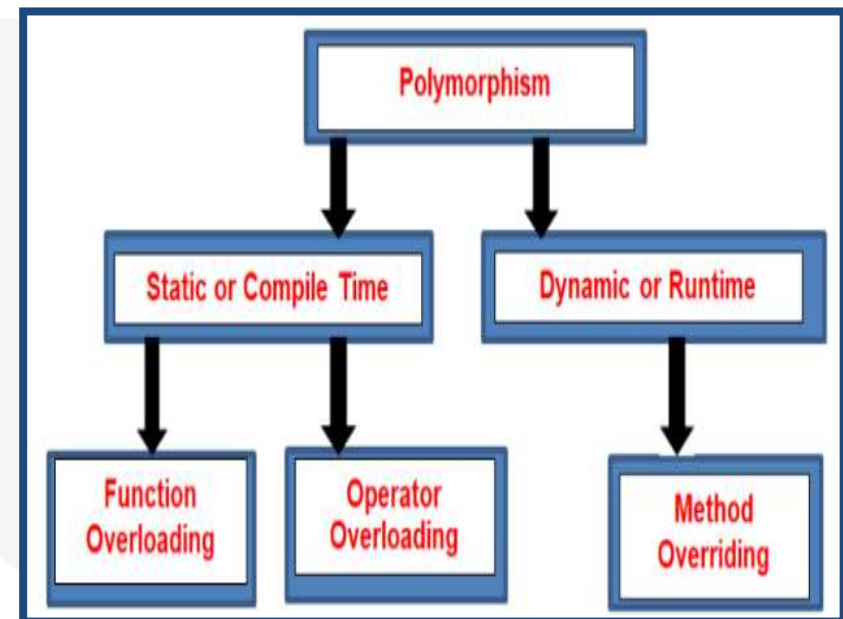 Polymorphism
Static or Compile Time
Dynamic or Runtime
Function
Overloading
Operator
Overloading
Method
Overriding